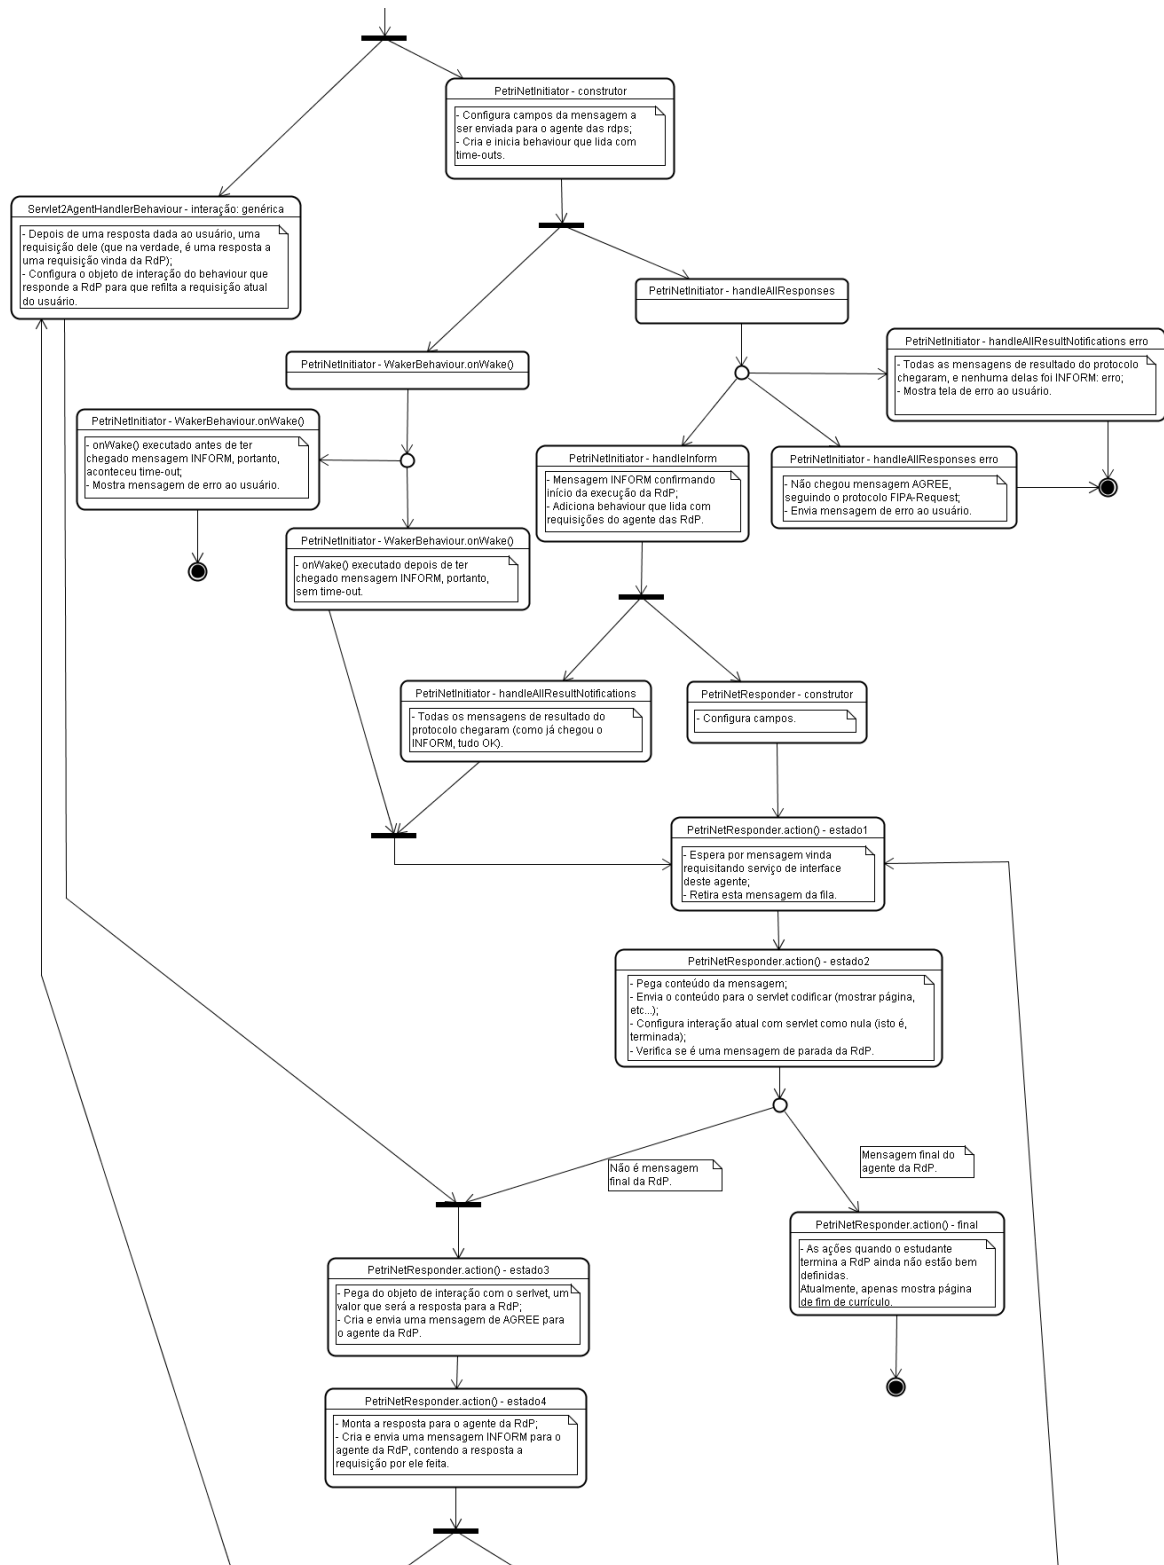 PetriNetInitiator - construtor
- Configura campos da mensagem a
ser enviada para o agente das rdps;
- Cria e inicia behaviour que lida com
time-outs.
Servlet2AgentHandlerBehaviour - interação: genérica
- Depois de uma resposta dada ao usuário, uma
requisição dele (que na verdade, é uma resposta a
uma requisição vinda da RdP);
- Configura o objeto de interação do behaviour que
responde a RdP para que refilta a requisição atual
do usuário.
PetriNetInitiator - handleAllResponses
PetriNetInitiator - handleAllResultNotifications erro
- Todas as mensagens de resultado do protocolo
chegaram, e nenhuma delas foi INFORM: erro;
- Mostra tela de erro ao usuário.
PetriNetInitiator - WakerBehaviour.onWake()
PetriNetInitiator - WakerBehaviour.onWake()
- onWake() executado antes de ter
chegado mensagem INFORM, portanto,
aconteceu time-out;
- Mostra mensagem de erro ao usuário.
PetriNetInitiator - handleInform
- Mensagem INFORM confirmando
início da execução da RdP;
- Adiciona behaviour que lida com
requisições do agente das RdP.
PetriNetInitiator - handleAllResponses erro
- Não chegou mensagem AGREE,
seguindo o protocolo FIPA-Request;
- Envia mensagem de erro ao usuário.
PetriNetInitiator - WakerBehaviour.onWake()
- onWake() executado depois de ter
chegado mensagem INFORM, portanto,
sem time-out.
PetriNetInitiator - handleAllResultNotifications
- Todas os mensagens de resultado do
protocolo chegaram (como já chegou o
INFORM, tudo OK).
PetriNetResponder - construtor
- Configura campos.
PetriNetResponder.action() - estado1
- Espera por mensagem vinda
requisitando serviço de interface
deste agente;
- Retira esta mensagem da fila.
PetriNetResponder.action() - estado2
- Pega conteúdo da mensagem;
- Envia o conteúdo para o servlet codificar (mostrar página,
etc...);
- Configura interação atual com servlet como nula (isto é,
terminada);
- Verifica se é uma mensagem de parada da RdP.
Não é mensagem
final da RdP.
Mensagem final do
agente da RdP.
PetriNetResponder.action() - final
- As ações quando o estudante
termina a RdP ainda não estão bem
definidas.
Atualmente, apenas mostra página
de fim de currículo.
PetriNetResponder.action() - estado3
- Pega do objeto de interação com o serlvet, um
valor que será a resposta para a RdP;
- Cria e envia uma mensagem de AGREE para
o agente da RdP.
PetriNetResponder.action() - estado4
- Monta a resposta para o agente da RdP;
- Cria e envia uma mensagem INFORM para o
agente da RdP, contendo a resposta a
requisição por ele feita.